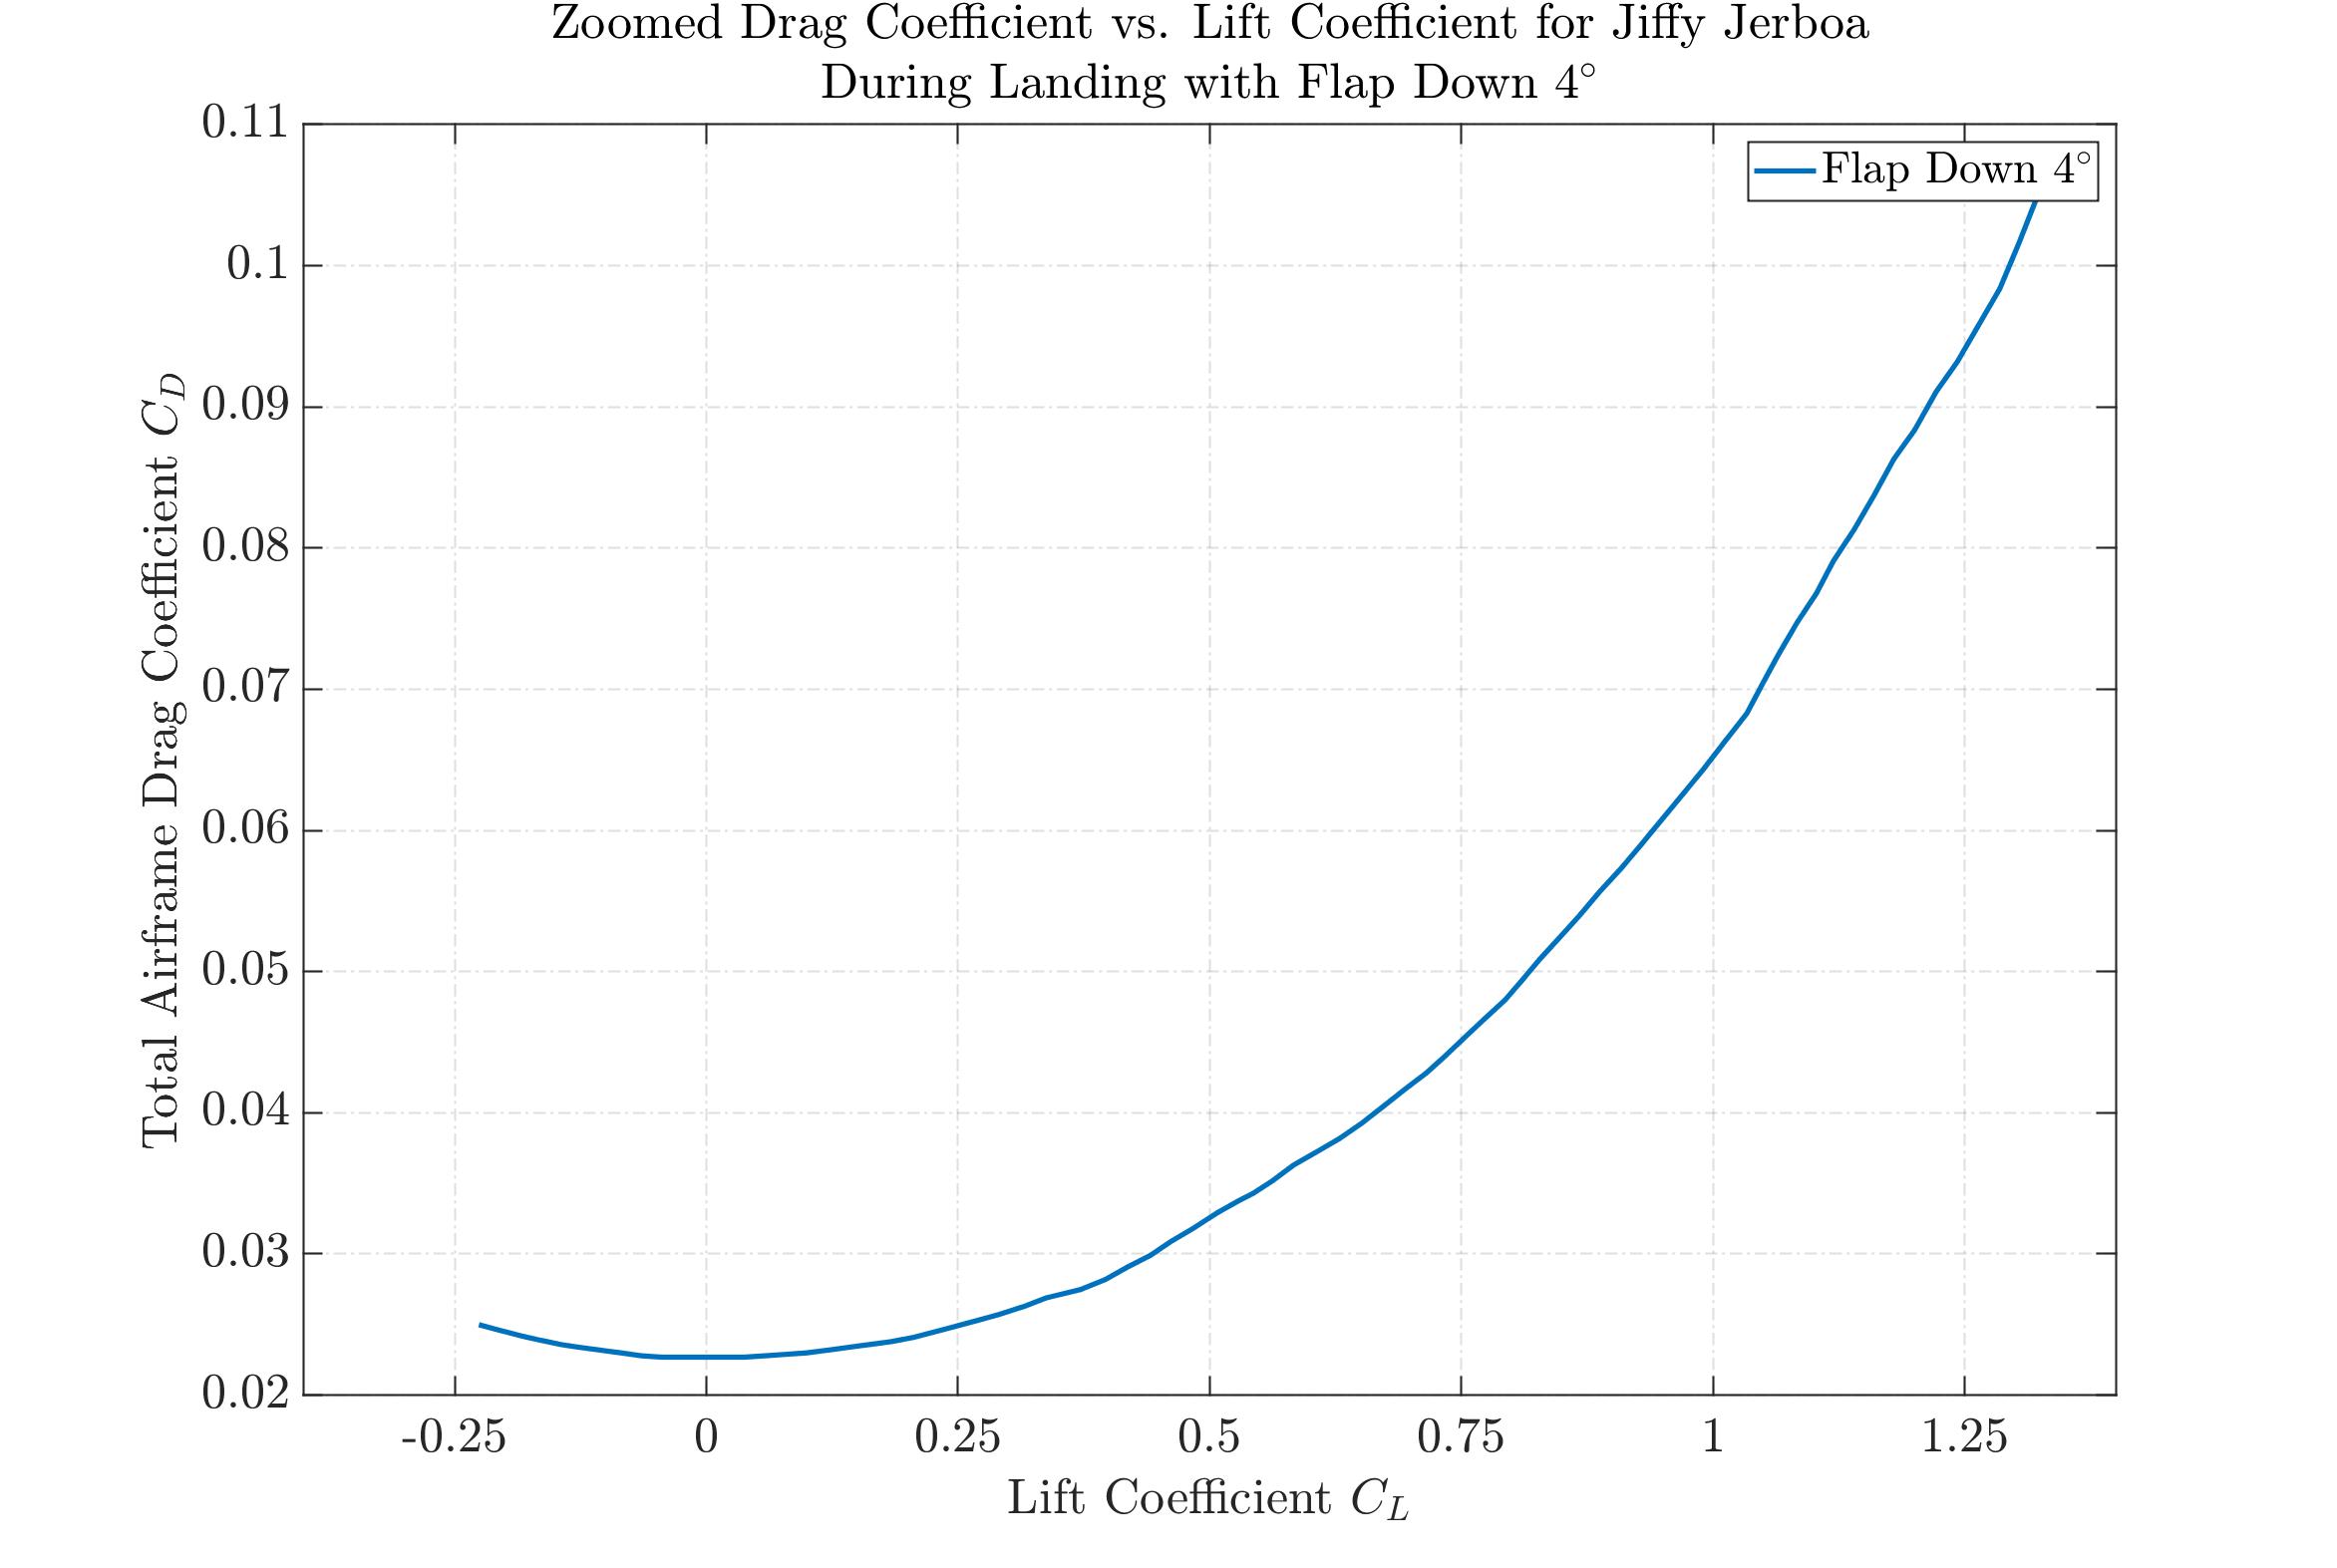 Zoomed Drag Coefficient vs. Lift Coefficient for Jiffy Jerboa
During Landing with Flap Down 4°
Flap Down 4°
Total Airframe Drag Coefficient C_D
0.11
0.1
0.09
0.08
0.07
0.06
0.05
0.04
0.03
0.02
-0.25 0 0.25 0.5 0.75 1 1.25
Lift Coefficient C_L